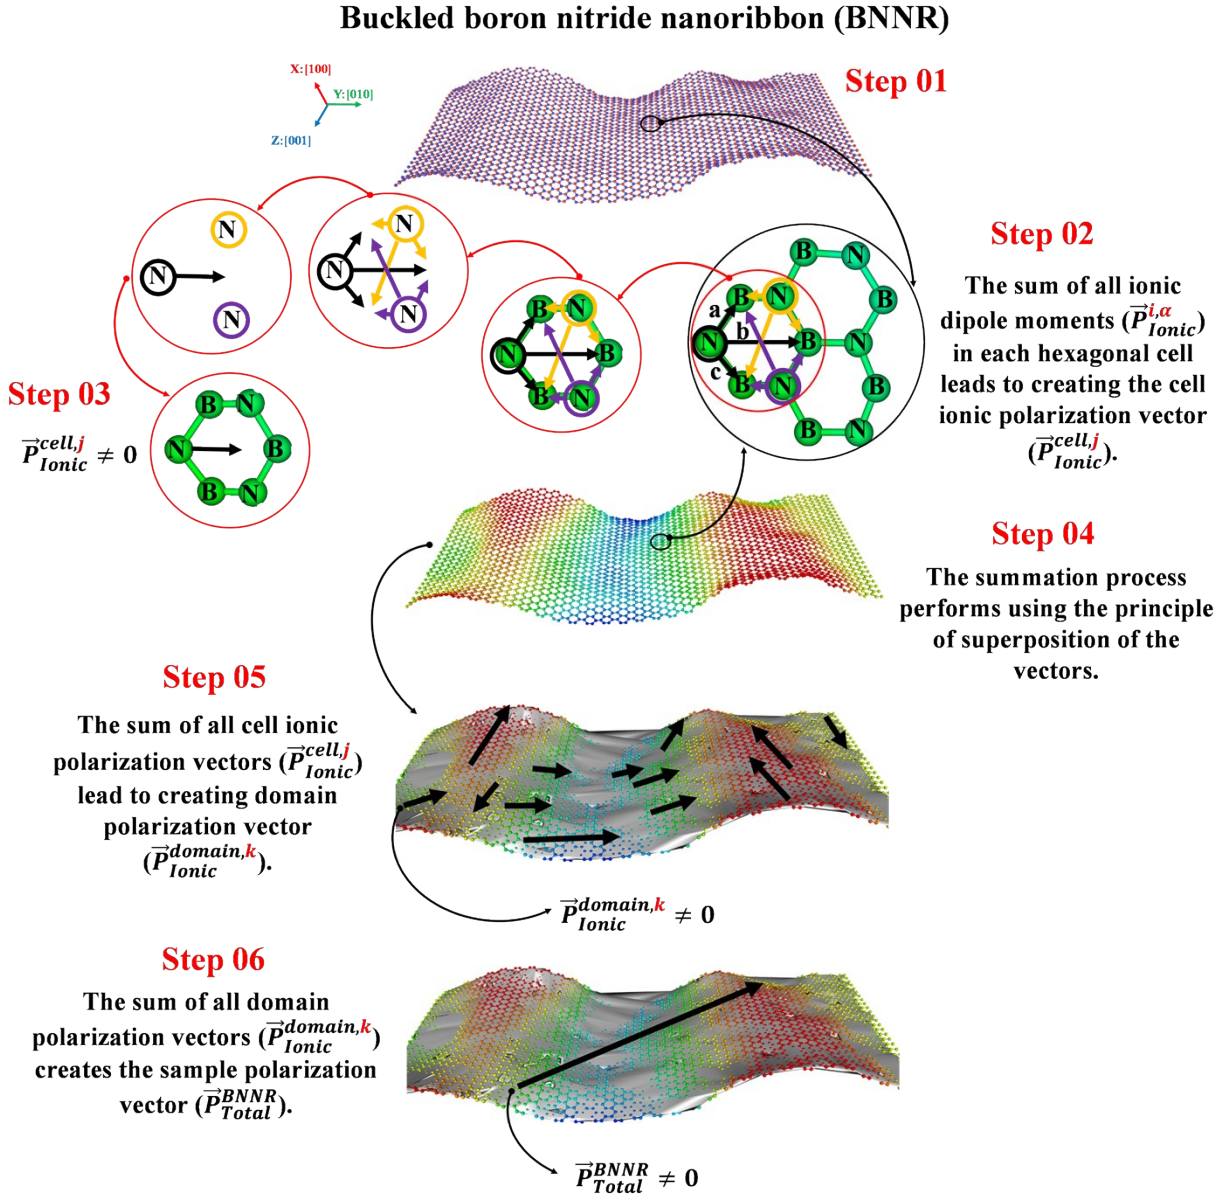 Buckled boron nitride nanoribbon (BNNR)
Step 01
X:[100]
Y:[010]
Z:[001]
N
N
N
N
N
N
B
N
N
B
B
N
B
N
B
N
a
B
N
b
B
N
c
B
N
B
B
N
Step 02
The sum of all ionic
dipole moments (P⃗ᵢₒₙᵢ꜀^{i,α})
in each hexagonal cell
leads to creating the cell
ionic polarization vector
(P⃗_{Ionic}^{cell,j}).
Step 03
P⃗_{Ionic}^{cell,j} ≠ 0
B
N
N
B
B
N
Step 04
The summation process
performs using the principle
of superposition of the
vectors.
Step 05
The sum of all cell ionic
polarization vectors (P⃗_{Ionic}^{cell,j})
lead to creating domain
polarization vector
(P⃗_{Ionic}^{domain,k}).
P⃗_{Ionic}^{domain,k} ≠ 0
Step 06
The sum of all domain
polarization vectors (P⃗_{Ionic}^{domain,k})
creates the sample polarization
vector (P⃗_{Total}^{BNNR}).
P⃗_{Total}^{BNNR} ≠ 0